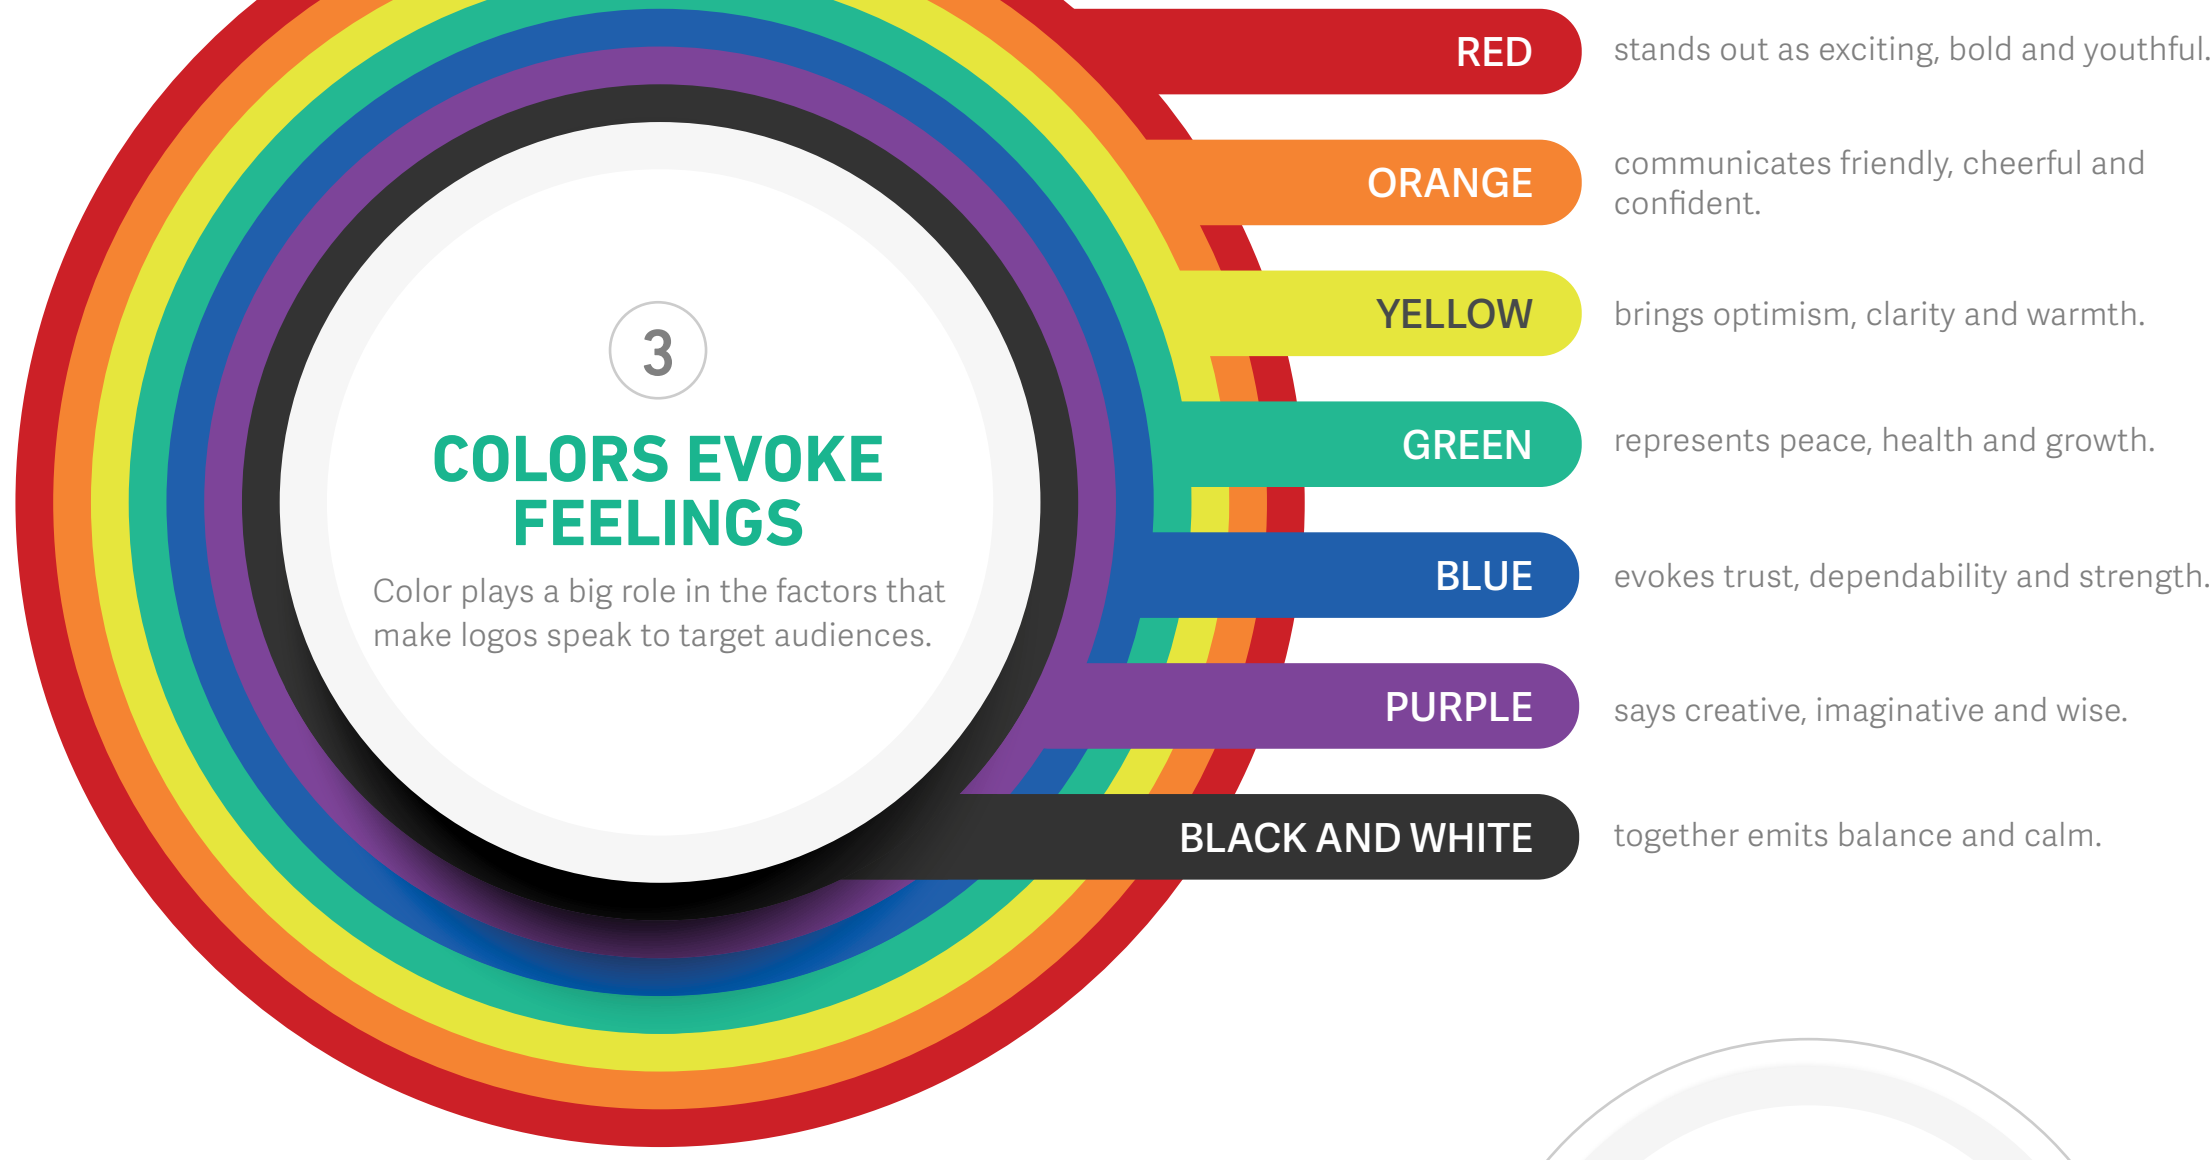 RED
stands out as exciting, bold and youthful.
ORANGE
communicates friendly, cheerful and
confident.
YELLOW
brings optimism, clarity and warmth.
3
COLORS EVOKE
FEELINGS
Color plays a big role in the factors that
make logos speak to target audiences.
GREEN
represents peace, health and growth.
BLUE
evokes trust, dependability and strength.
PURPLE
says creative, imaginative and wise.
BLACK AND WHITE
together emits balance and calm.